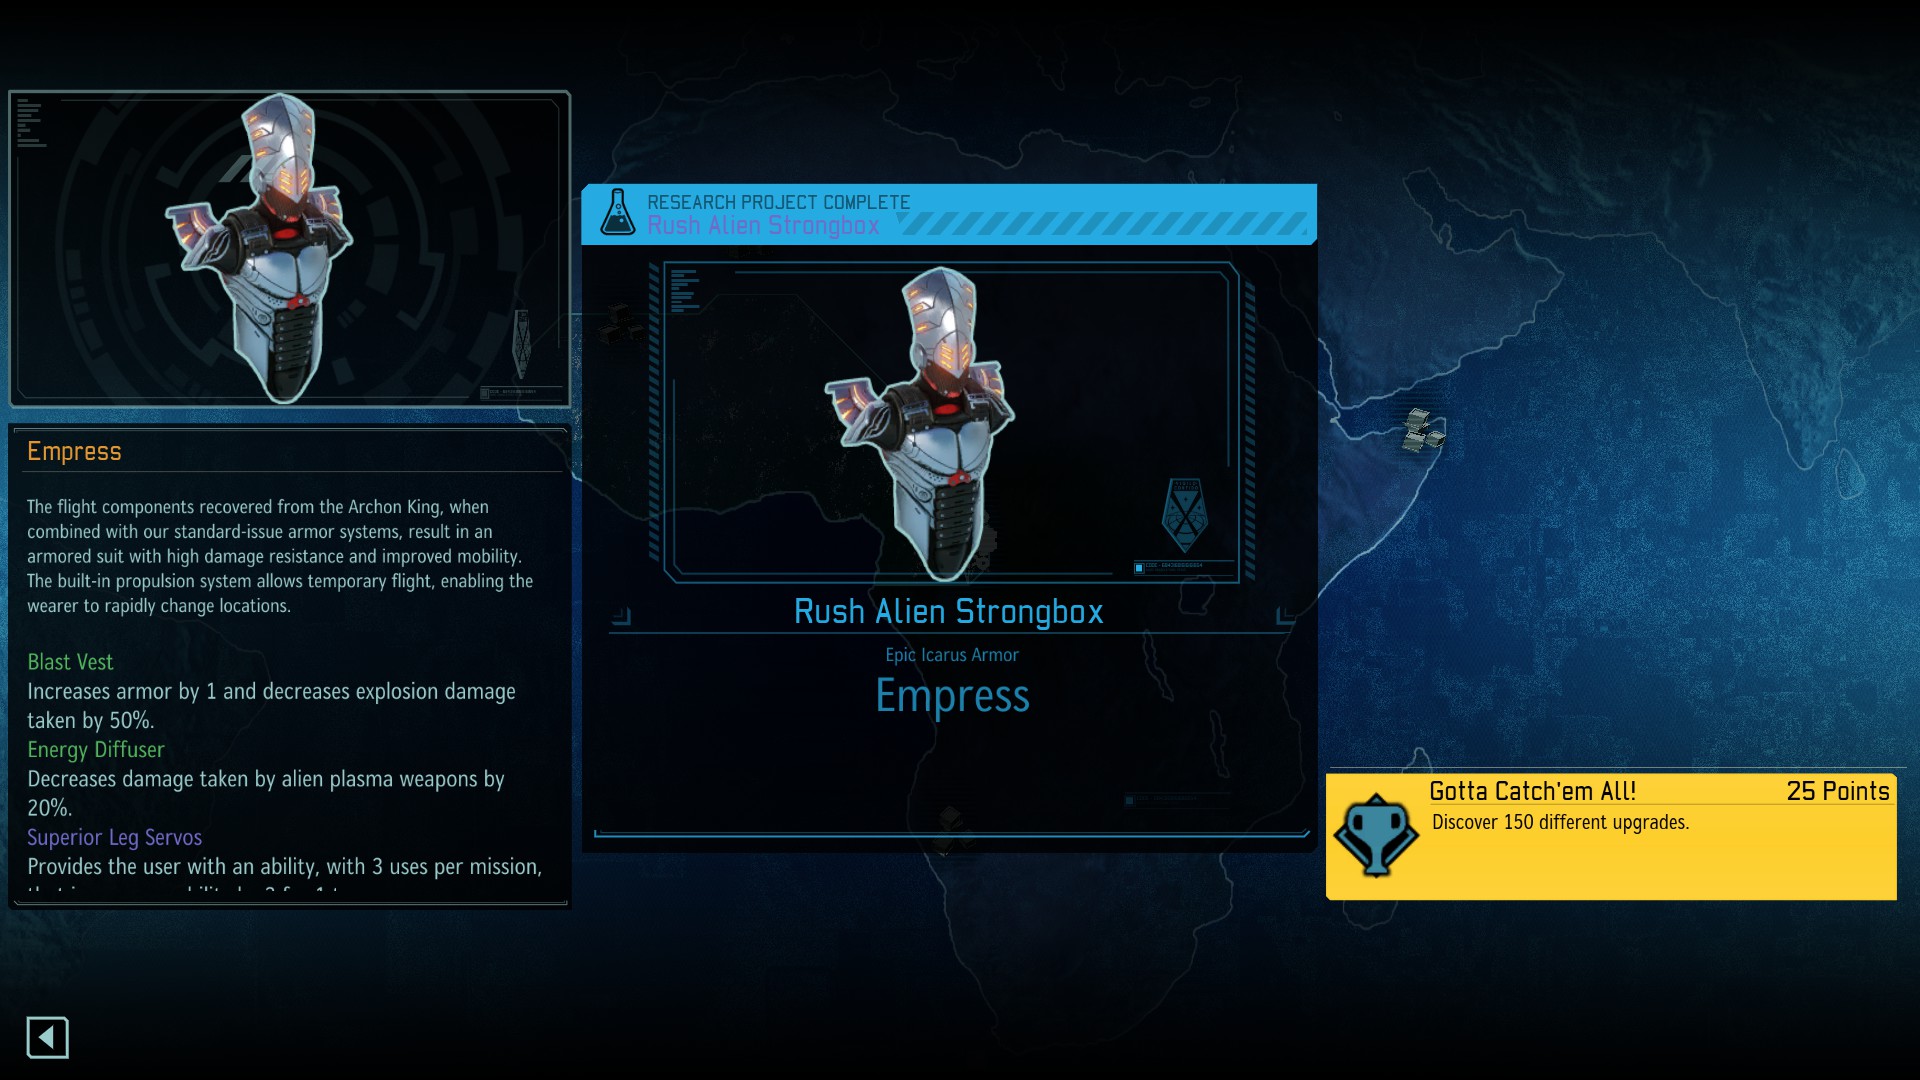 RESEARCH PROJECT COMPLETE
Rush Alien Strongbox
Empress
The flight components recovered from the Archon King, when
combined with our standard-issue armor systems, result in an
armored suit with high damage resistance and improved mobility.
The built-in propulsion system allows temporary flight, enabling the
wearer to rapidly change locations.
Blast Vest
Increases armor by 1 and decreases explosion damage
taken by 50%.
Energy Diffuser
Decreases damage taken by alien plasma weapons by
20%.
Superior Leg Servos
Provides the user with an ability, with 3 uses per mission,
Rush Alien Strongbox
Epic Icarus Armor
Empress
Gotta Catch'em All!
25 Points
Discover 150 different upgrades.